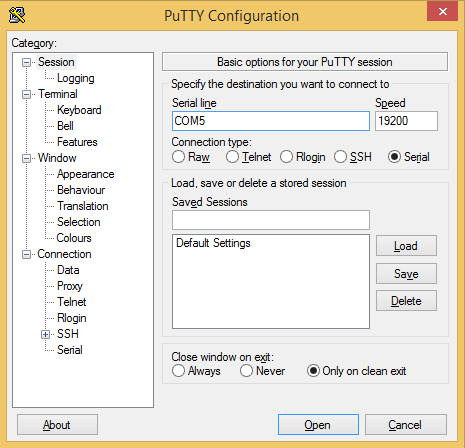 PuTTY Configuration
Category:
Session
Logging
Terminal
Keyboard
Bell
Features
Window
Appearance
Behaviour
Translation
Selection
Colours
Connection
Data
Proxy
Telnet
Rlogin
SSH
Serial
Basic options for your PuTTY session
Specify the destination you want to connect to
Serial line Speed
COM5 19200
Connection type:
Raw Telnet Rlogin SSH Serial
Load, save or delete a stored session
Saved Sessions
Default Settings
Load
Save
Delete
Close window on exit:
Always Never Only on clean exit
About Open Cancel